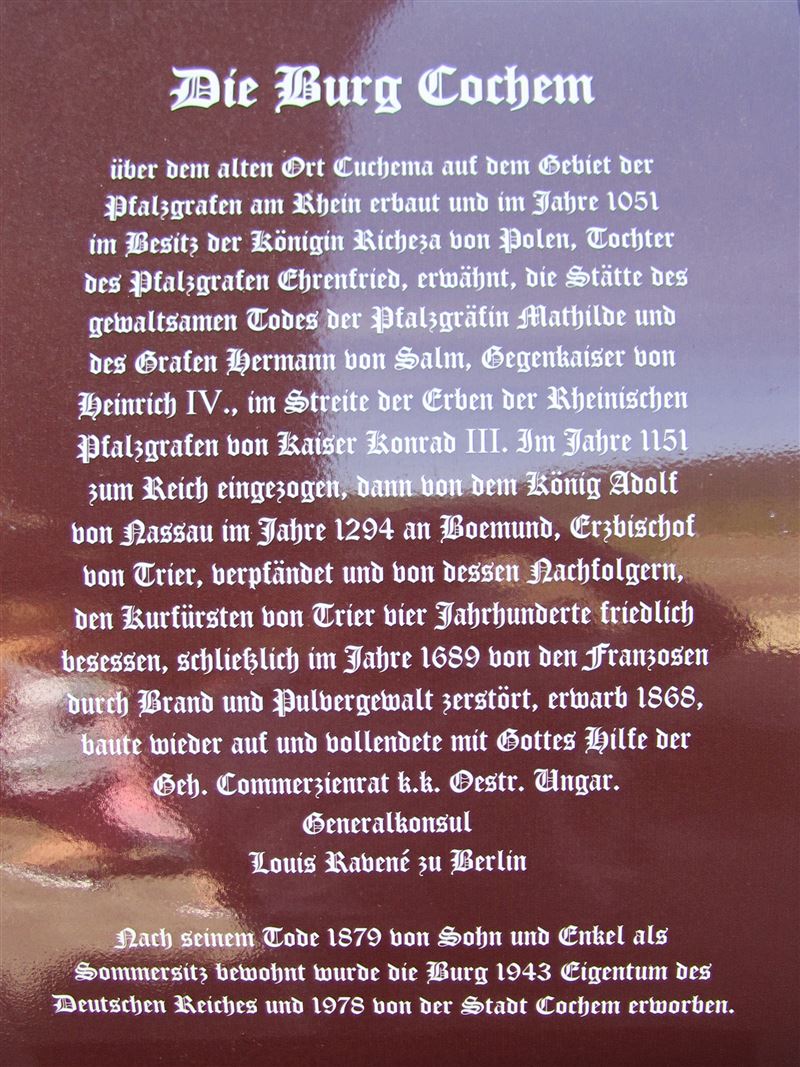 Die Burg Cochem
über dem alten Ort Cuchema auf dem Gebiet der
Pfalzgrafen am Rhein erbaut und im Jahre 1051
im Besitz der Königin Richeza von Polen, Tochter
des Pfalzgrafen Ehrenfried, erwähnt, die Stätte des
gewaltsamen Todes der Pfalzgräfin Mathilde und
des Grafen Hermann von Salm, Gegenkaiser von
Heinrich IV., im Streite der Erben der Rheinischen
Pfalzgrafen von Kaiser Konrad III. Im Jahre 1151
zum Reich eingezogen, dann von dem König Adolf
von Nassau im Jahre 1294 an Boemund, Erzbischof
von Trier, verpfändet und von dessen Nachfolgern,
den Kurfürsten von Trier vier Jahrhunderte friedlich
besessen, schließlich im Jahre 1689 von den Franzosen
durch Brand und Pulvergewalt zerstört, erwarb 1868,
baute wieder auf und vollendete mit Gottes Hilfe der
Geh. Commerzienrat k.k. Oestr. Ungar.
Generalkonsul
Louis Ravené zu Berlin
Nach seinem Tode 1879 von Sohn und Enkel als
Sommersitz bewohnt wurde die Burg 1943 Eigentum des
Deutschen Reiches und 1978 von der Stadt Cochem erworben.